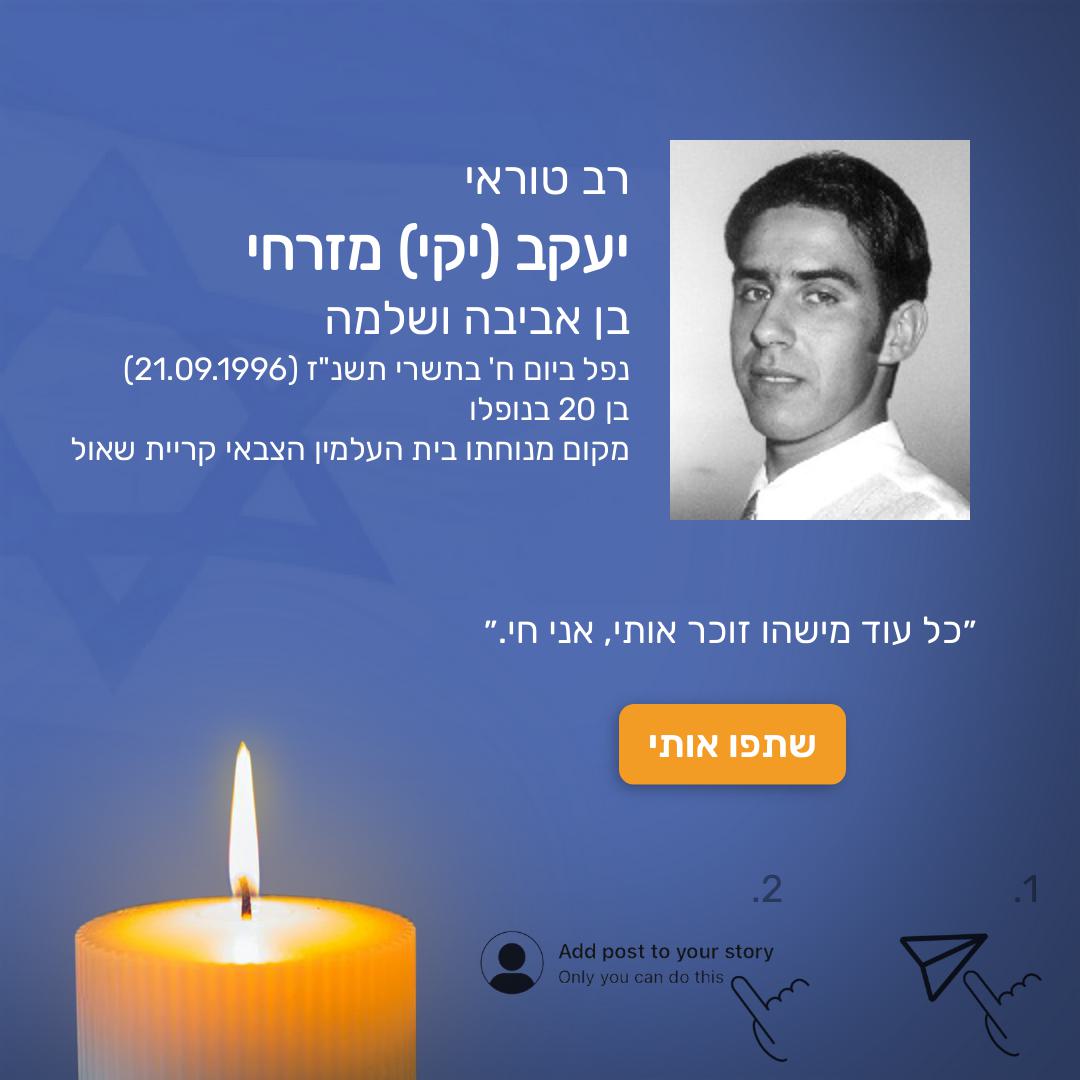 רב טוראי
יעקב (יקי) מזרחי
בן אביבה ושלמה
נפל ביום ח' בתשרי תשנ"ז (21.09.1996)
בן 20 בנופלו
מקום מנוחתו בית העלמין הצבאי קריית שאול
״כל עוד מישהו זוכר אותי, אני חי.״
שתפו אותי
1.
2.
Add post to your story
Only you can do this